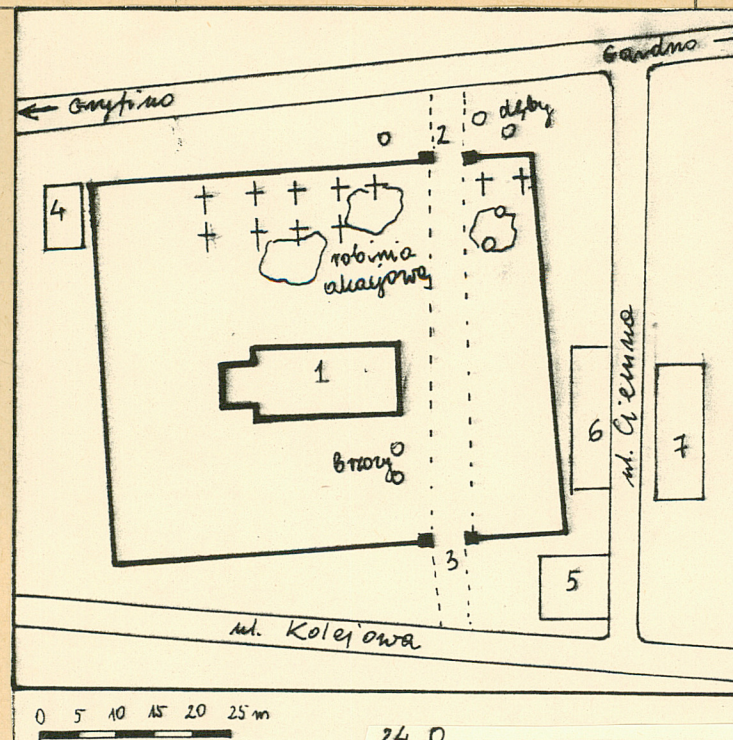 Gardno →
← Gryfino
dęby
2
4
robinia
akacjowa
1
brzozy
6
ul. Ciemna
7
3
5
ul. Kolejowa
0 5 10 15 20 25 m